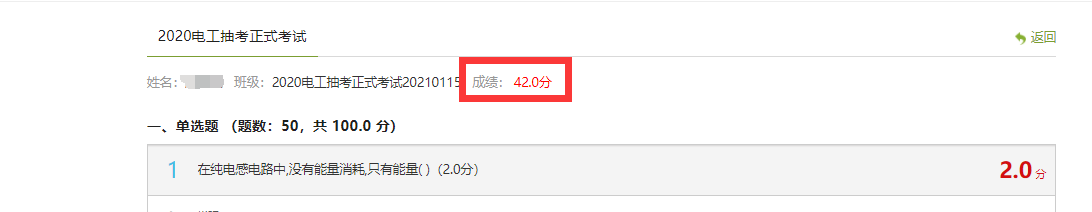 2020电工抽考正式考试
返回
姓名： 班级：2020电工抽考正式考试20210115 成绩：42.0分
一、单选题 （题数：50，共 100.0 分）
1 在纯电感电路中,没有能量消耗,只有能量( )（2.0分） 2.0 分